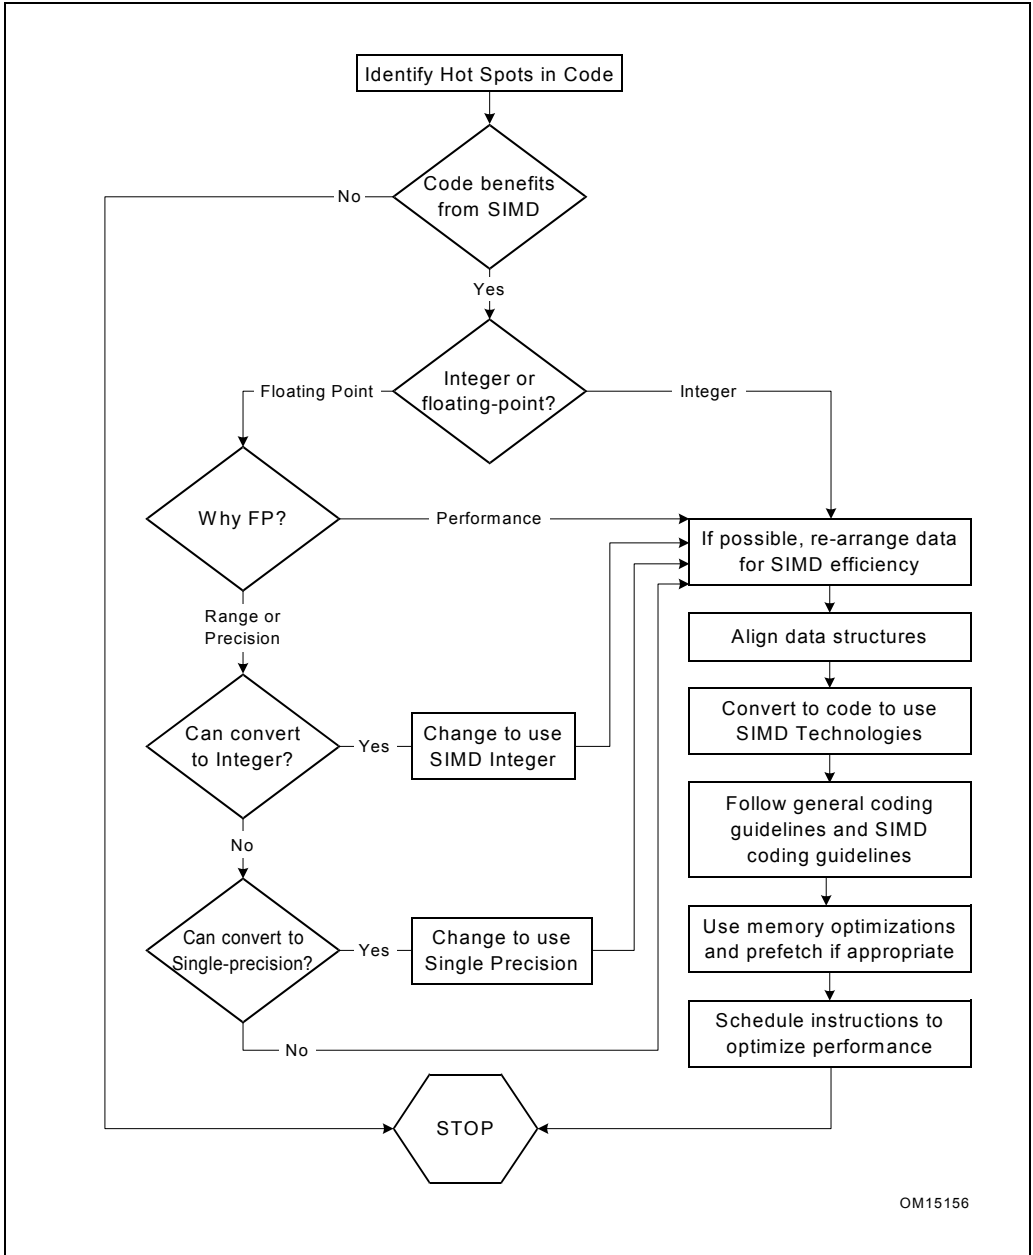 Identify Hot Spots in Code
Code benefits
from SIMD
No
Yes
Integer or
floating-point?
Floating Point
Integer
Why FP?
Performance
If possible, re-arrange data
for SIMD efficiency
Range or
Precision
Align data structures
Can convert
to Integer?
Yes
Change to use
SIMD Integer
Convert to code to use
SIMD Technologies
No
Follow general coding
guidelines and SIMD
coding guidelines
Can convert to
Single-precision?
Yes
Change to use
Single Precision
Use memory optimizations
and prefetch if appropriate
No
Schedule instructions to
optimize performance
STOP
OM15156